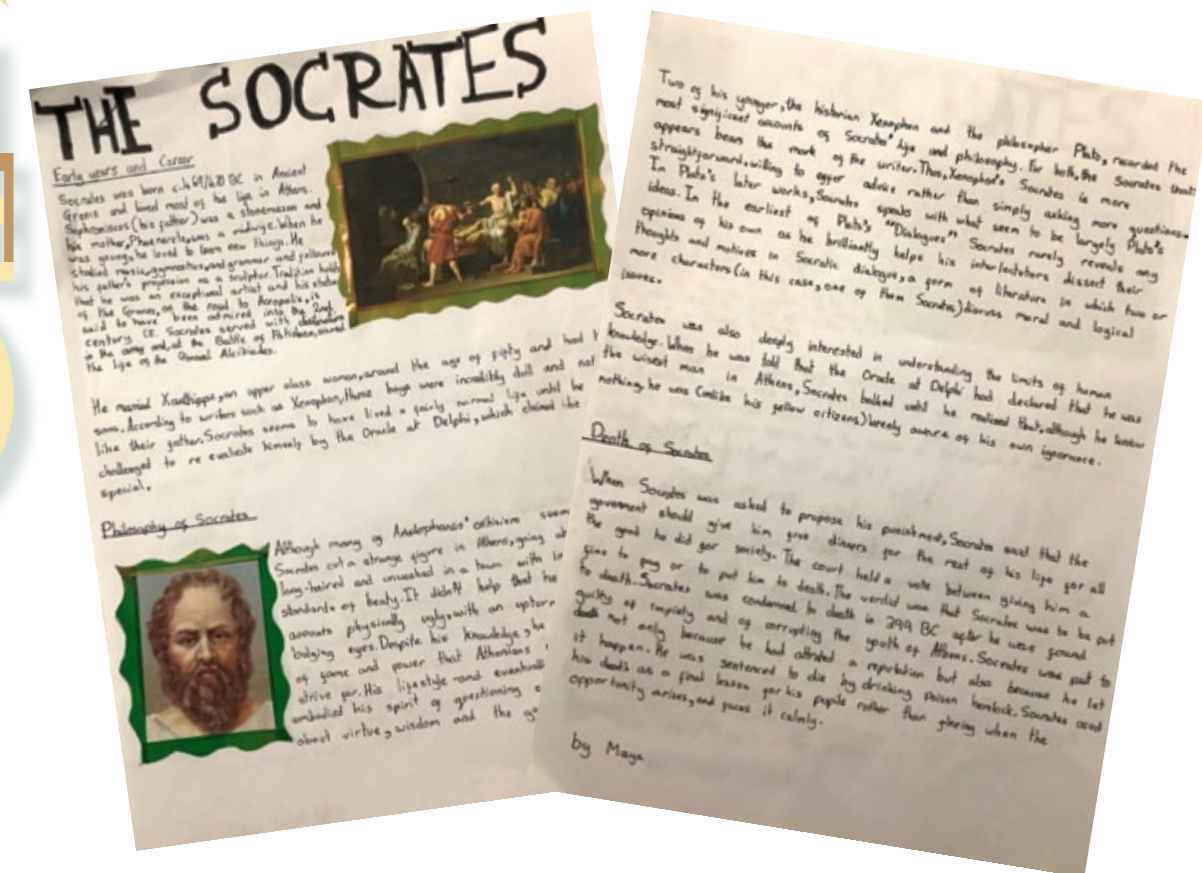 THE SOCRATES
Early years and Career
Socrates was born c.469/470 BC in Ancient
Greece and lived most of his life in Athens.
Sophroniscus (his father) was a stonemason and
his mother, Phaenarete, was a midwife. When he
was young, he loved to learn new things. He
studied music, gymnastics, and grammar and followed
his father's profession as a sculptor. Tradition holds
that he was an exceptional artist and his statue
of the Graces, on the road to Acropolis, is
said to have been admired into the 2nd
century CE. Socrates served with
in the army and, at the Battle of Potidaea, saved
the life of the General Alcibiades.
He married Xanthippe, an upper class women, around the age of fifty and had
sons. According to writers such as Xenophon, these boys were incredibly dull and not
like their father. Socrates seems to have lived a fairly normal life until he
challenged to re evaluate himself by the Oracle at Delphi, which claimed
special.
Philosophy of Socrates
Although many of critisism
Socrates cut a strange figure in Athens, going
long-haired and unwashed in a town with
standards of It didn't help that he
physically ugly, with an
bulging eyes. Despite his knowledge, he
of fame and power that Athenians
strive for. His lifestyle and
embodied his spirit of questioning
about virtue, wisdom and the
Two of his younger, the historian Xenophon and the philosopher Plato, recorded the
most significant accounts of Socrates' life and philosophy. For both, the Socrates that
appears bears the mark of the writer. Thus, Xenophon's Socrates is more
straightforward, willing to offer advice rather than simply asking more questions.
In Plato's later works, Socrates speaks with what seem to be largely Plato's
ideas. In the earliest of Plato's "Dialogues" Socrates rarely reveals any
opinions of his own as he brilliantly helps his interlocutors dissect their
thoughts and motives in Socratic dialogue, a form of literature in which two or
more characters (in this case, one of them Socrates) discuss moral and logical
issues.
Socrates was also deeply interested in understanding the limits of human
knowledge. When he was told that the Oracle at Delphi had declared that he was
the wisest man in Athens, Socrates balked until he realized that, although he knew
nothing, he was (unlike his fellow citizens) keenly aware of his own ignorance.
Death of Socrates
When Socrates was asked to propose his punishment, Socrates said that the
goverment should give him free dinners for the rest of his life for all
the good he did for society. The court held a vote between giving him a
fine to pay or to put him to death. The verdict was that Socrates was to be put
to death. Socrates was condemned to death in 399 BC after he was found
guilty of impiety and of corrupting the youth of Athens. Socrates was put to
death not only because he had a reputation but also because he let
it happen. He was sentenced to die by drinking poison hemlock. Socrates used
his death as a final lesson for his pupils rather than when the
opportunity arises, and faces it calmly.
by Maya